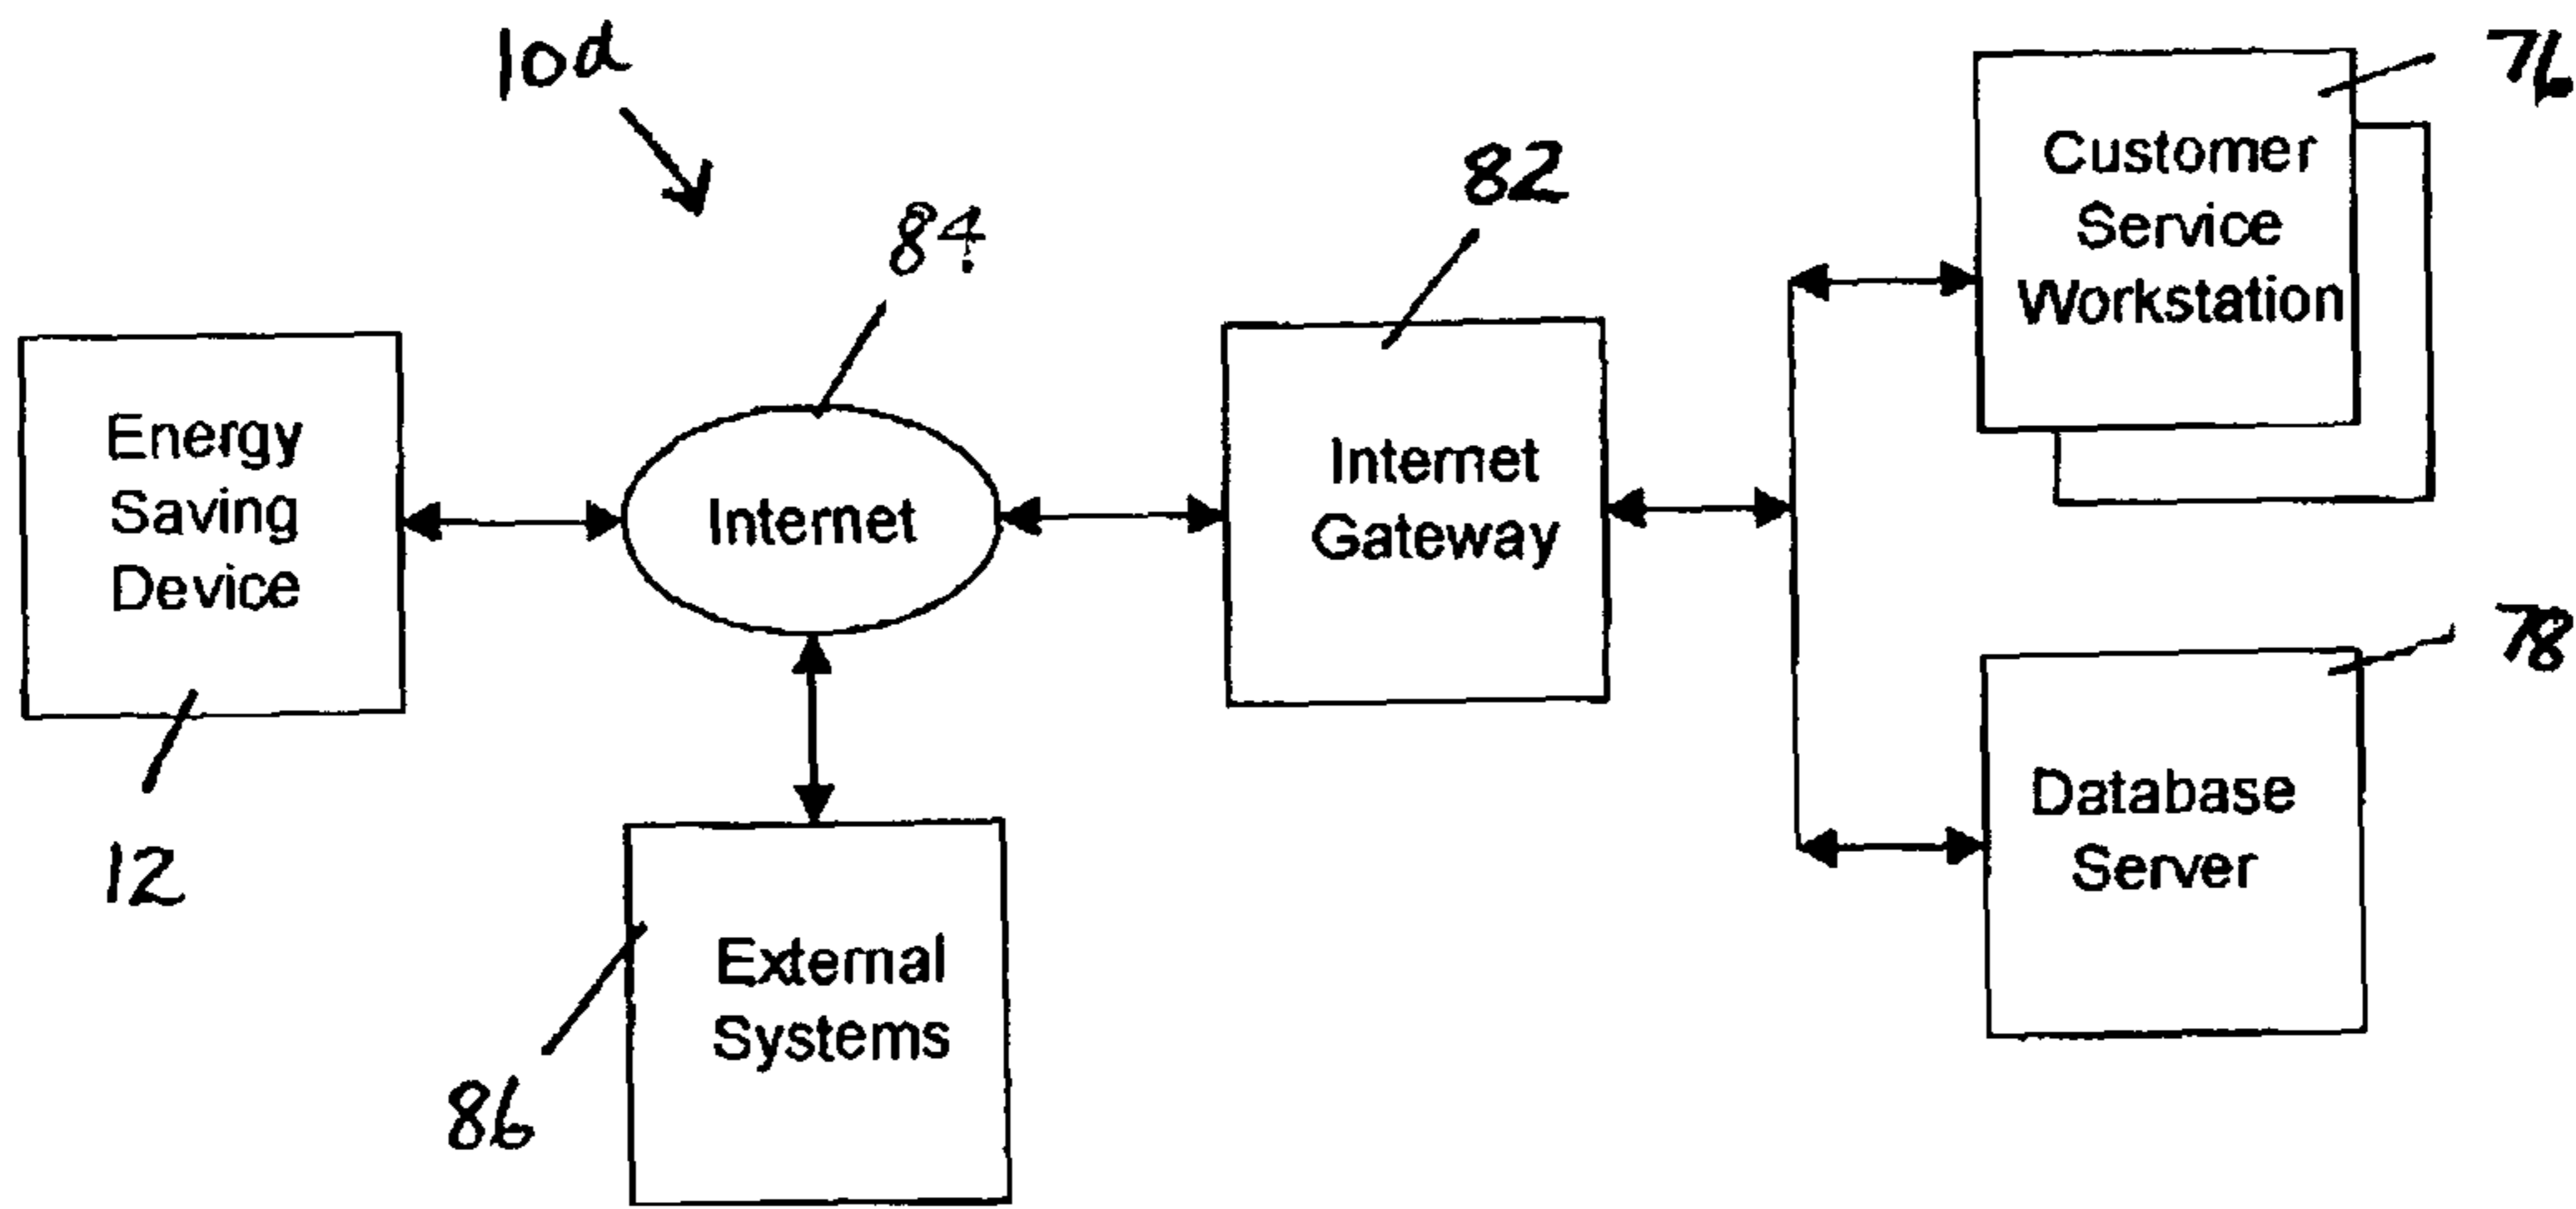 10d
84
82
76
Customer
Service
Workstation
Energy
Saving
Device
Internet
Internet
Gateway
12
78
Database
Server
External
Systems
86